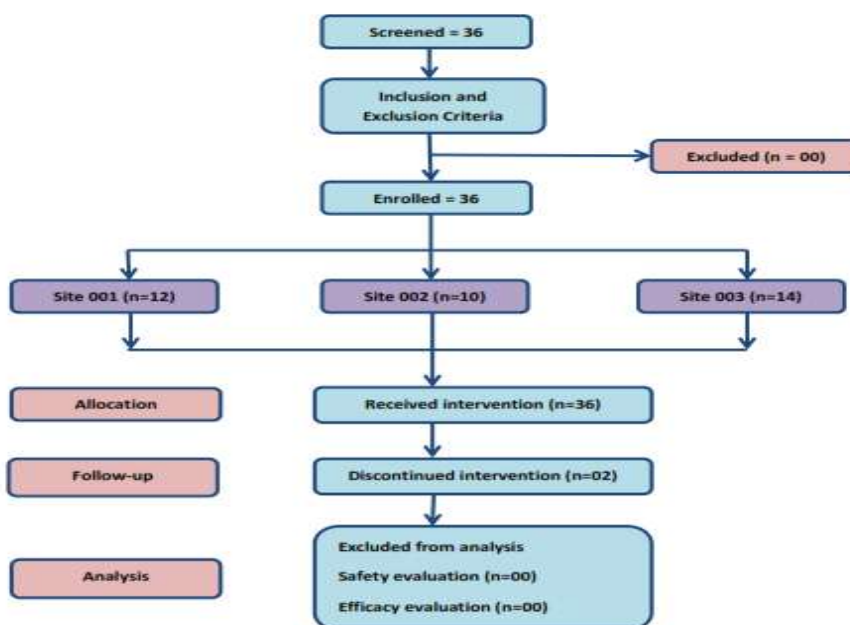 Screened = 36
Inclusion and
Exclusion Criteria
Excluded (n = 00)
Enrolled = 36
Site 001 (n=12)
Site 002 (n=10)
Site 003 (n=14)
Allocation
Received intervention (n=36)
Follow-up
Discontinued intervention (n=02)
Analysis
Excluded from analysis
Safety evaluation (n=00)
Efficacy evaluation (n=00)